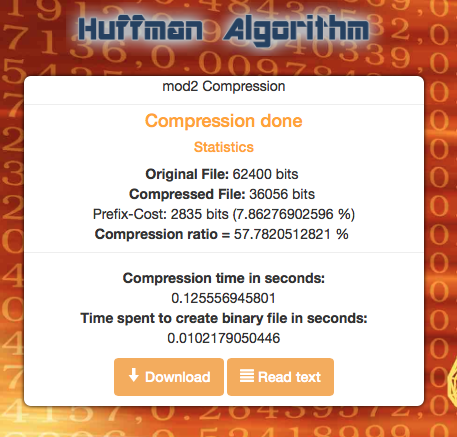 Huffman Algorithm
mod2 Compression
Compression done
Statistics
Original File: 62400 bits
Compressed File: 36056 bits
Prefix-Cost: 2835 bits (7.86276902596 %)
Compression ratio = 57.7820512821 %
Compression time in seconds:
0.125556945801
Time spent to create binary file in seconds:
0.0102179050446
Download Read text